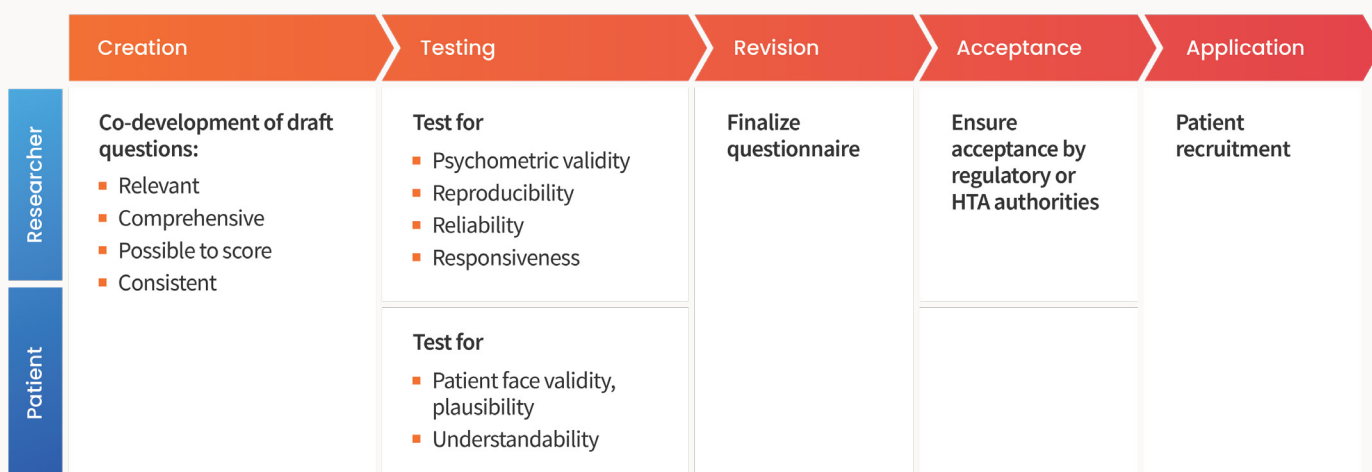 Creation
Testing
Revision
Acceptance
Application
Researcher
Co-development of draft
questions:
Relevant
Comprehensive
Possible to score
Consistent
Test for
Psychometric validity
Reproducibility
Reliability
Responsiveness
Finalize
questionnaire
Ensure
acceptance by
regulatory or
HTA authorities
Patient
recruitment
Patient
Test for
Patient face validity,
plausibility
Understandability